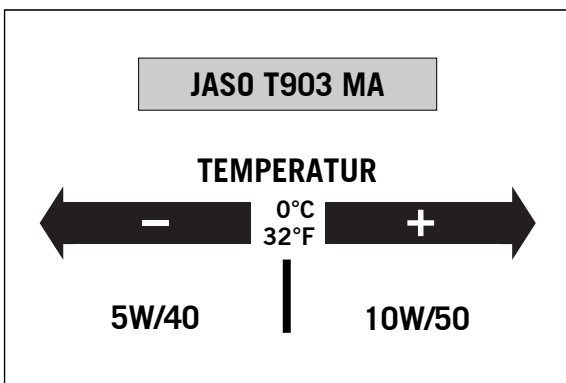 JASO T903 MA
TEMPERATUR
− 0°C +
32°F
5W/40 10W/50